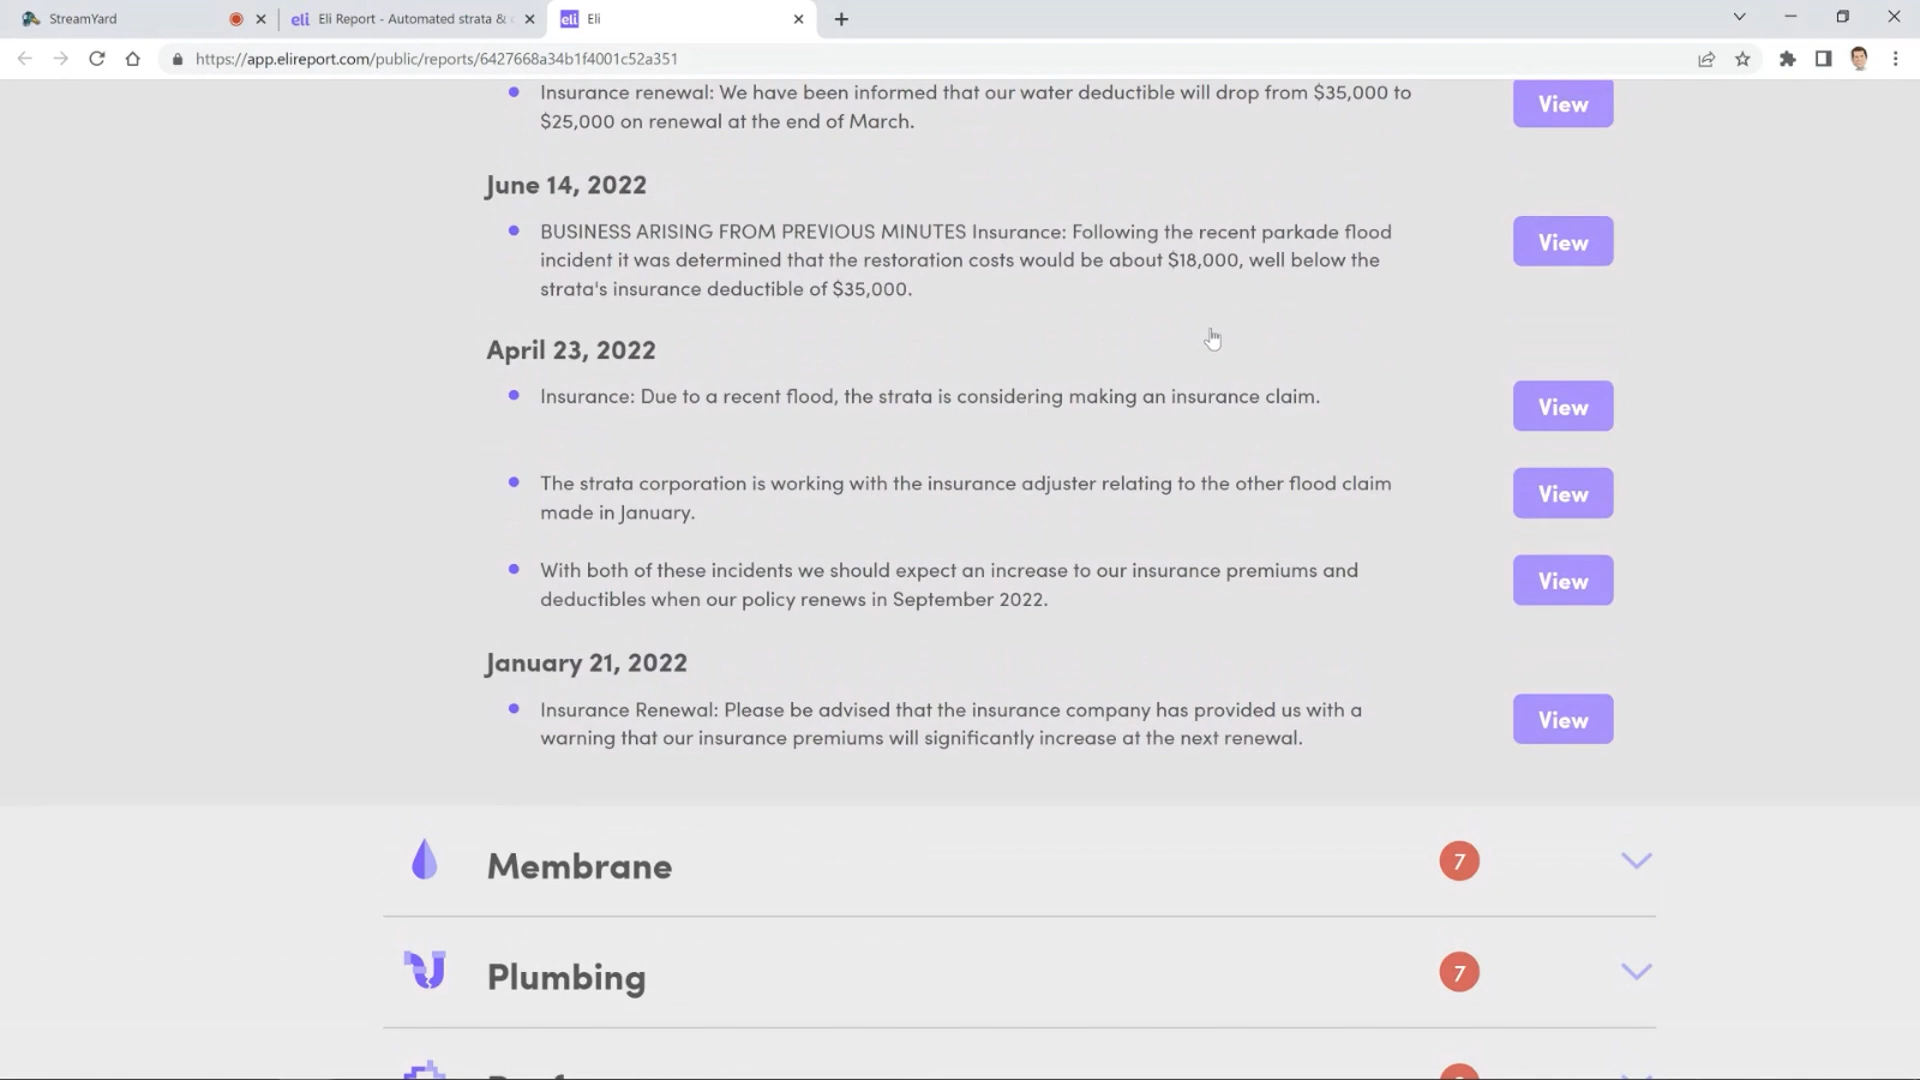 StreamYard
eli Eli Report - Automated strata &
eli Eli
https://app.elireport.com/public/reports/6427668a34b1f4001c52a351
Insurance renewal: We have been informed that our water deductible will drop from $35,000 to
$25,000 on renewal at the end of March.
View
June 14, 2022
BUSINESS ARISING FROM PREVIOUS MINUTES Insurance: Following the recent parkade flood
incident it was determined that the restoration costs would be about $18,000, well below the
strata's insurance deductible of $35,000.
View
April 23, 2022
Insurance: Due to a recent flood, the strata is considering making an insurance claim.
View
The strata corporation is working with the insurance adjuster relating to the other flood claim
made in January.
View
With both of these incidents we should expect an increase to our insurance premiums and
deductibles when our policy renews in September 2022.
View
January 21, 2022
Insurance Renewal: Please be advised that the insurance company has provided us with a
warning that our insurance premiums will significantly increase at the next renewal.
View
Membrane
7
Plumbing
7